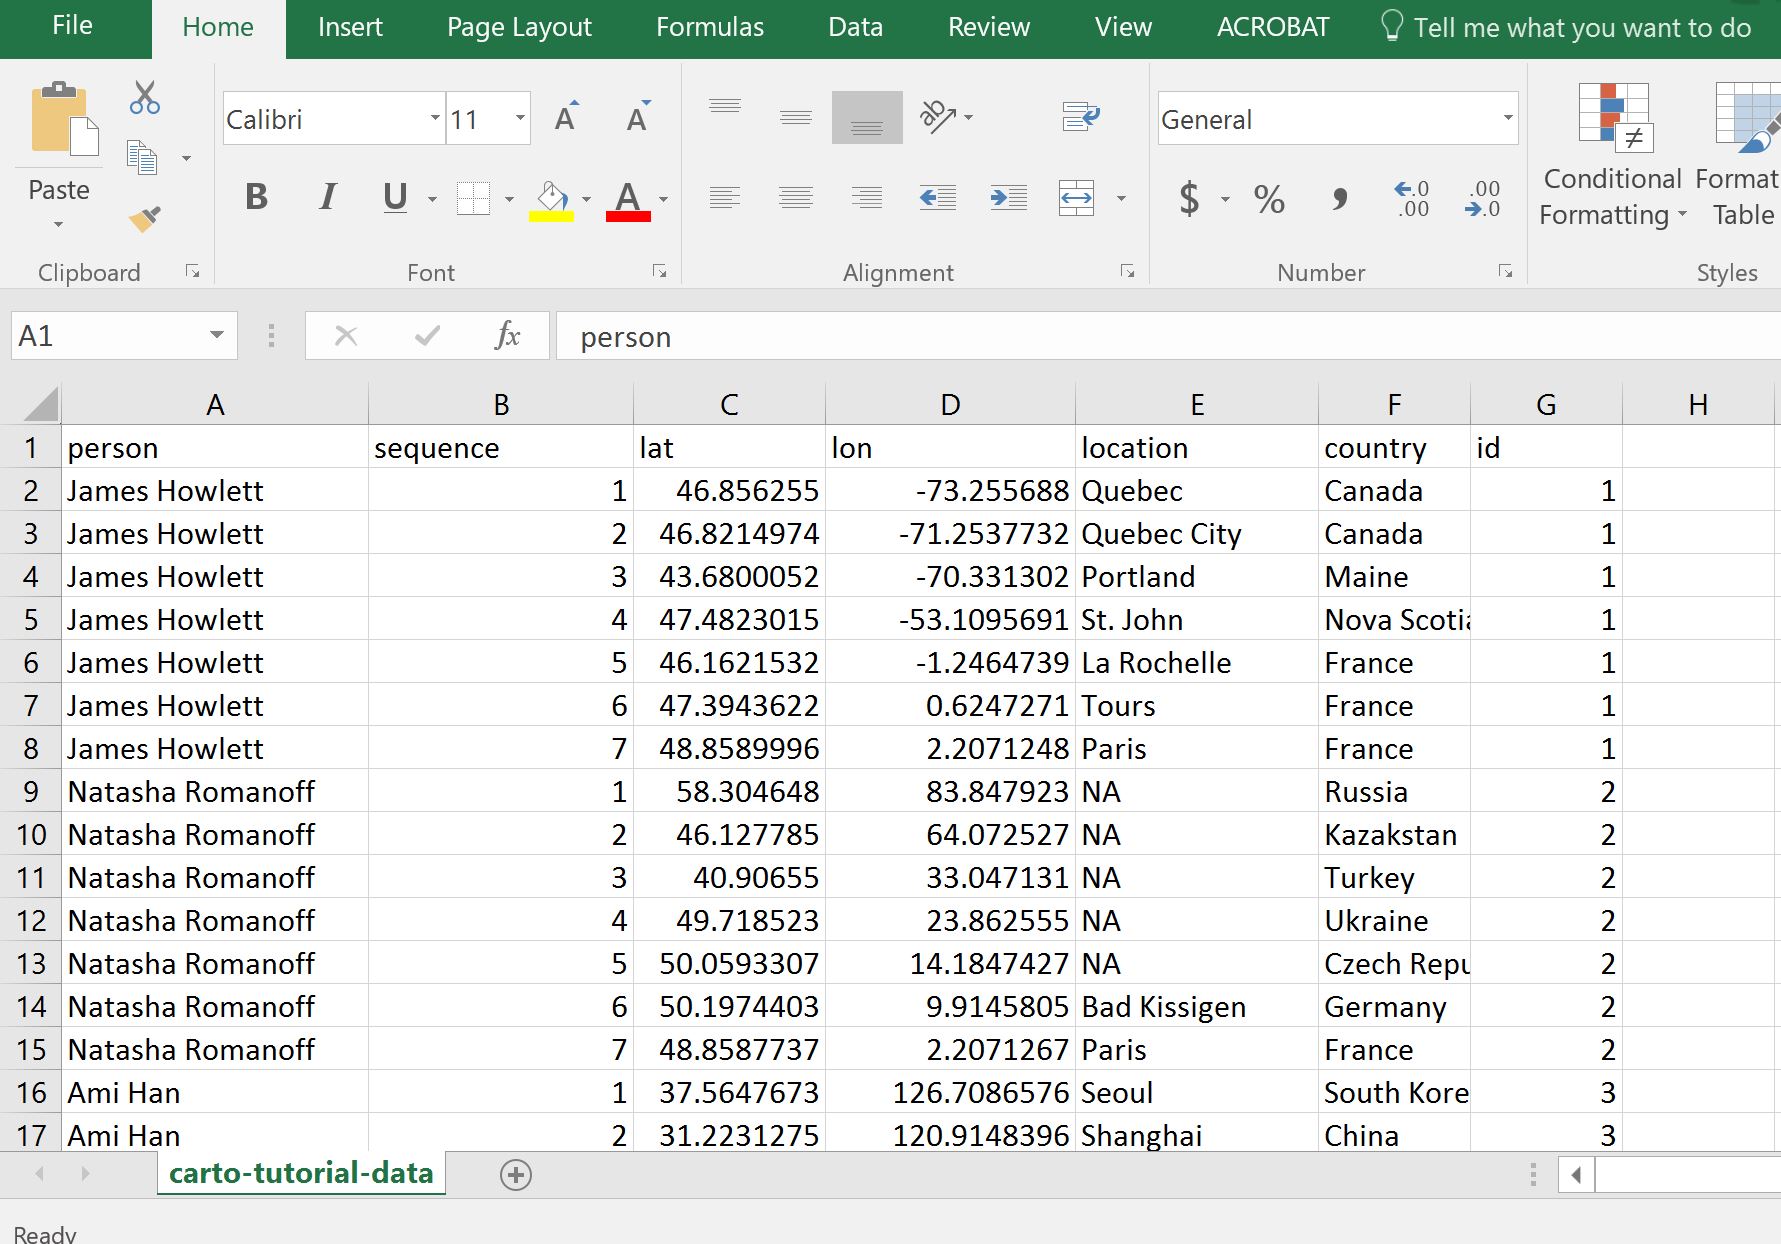 File Home Insert Page Layout Formulas Data Review View ACROBAT Tell me what you want to do
Calibri 11 A A ab General
Paste B I U A $ % , .0 .00 .00 .0 Conditional Formatting Format Table
Clipboard Font Alignment Number Styles
A1 fx person
A B C D E F G H
1 person sequence lat lon location country id
2 James Howlett 1 46.856255 -73.255688 Quebec Canada 1
3 James Howlett 2 46.8214974 -71.2537732 Quebec City Canada 1
4 James Howlett 3 43.6800052 -70.331302 Portland Maine 1
5 James Howlett 4 47.4823015 -53.1095691 St. John Nova Scotia 1
6 James Howlett 5 46.1621532 -1.2464739 La Rochelle France 1
7 James Howlett 6 47.3943622 0.6247271 Tours France 1
8 James Howlett 7 48.8589996 2.2071248 Paris France 1
9 Natasha Romanoff 1 58.304648 83.847923 NA Russia 2
10 Natasha Romanoff 2 46.127785 64.072527 NA Kazakstan 2
11 Natasha Romanoff 3 40.90655 33.047131 NA Turkey 2
12 Natasha Romanoff 4 49.718523 23.862555 NA Ukraine 2
13 Natasha Romanoff 5 50.0593307 14.1847427 NA Czech Repu 2
14 Natasha Romanoff 6 50.1974403 9.9145805 Bad Kissigen Germany 2
15 Natasha Romanoff 7 48.8587737 2.2071267 Paris France 2
16 Ami Han 1 37.5647673 126.7086576 Seoul South Kore 3
17 Ami Han 2 31.2231275 120.9148396 Shanghai China 3
carto-tutorial-data
Ready